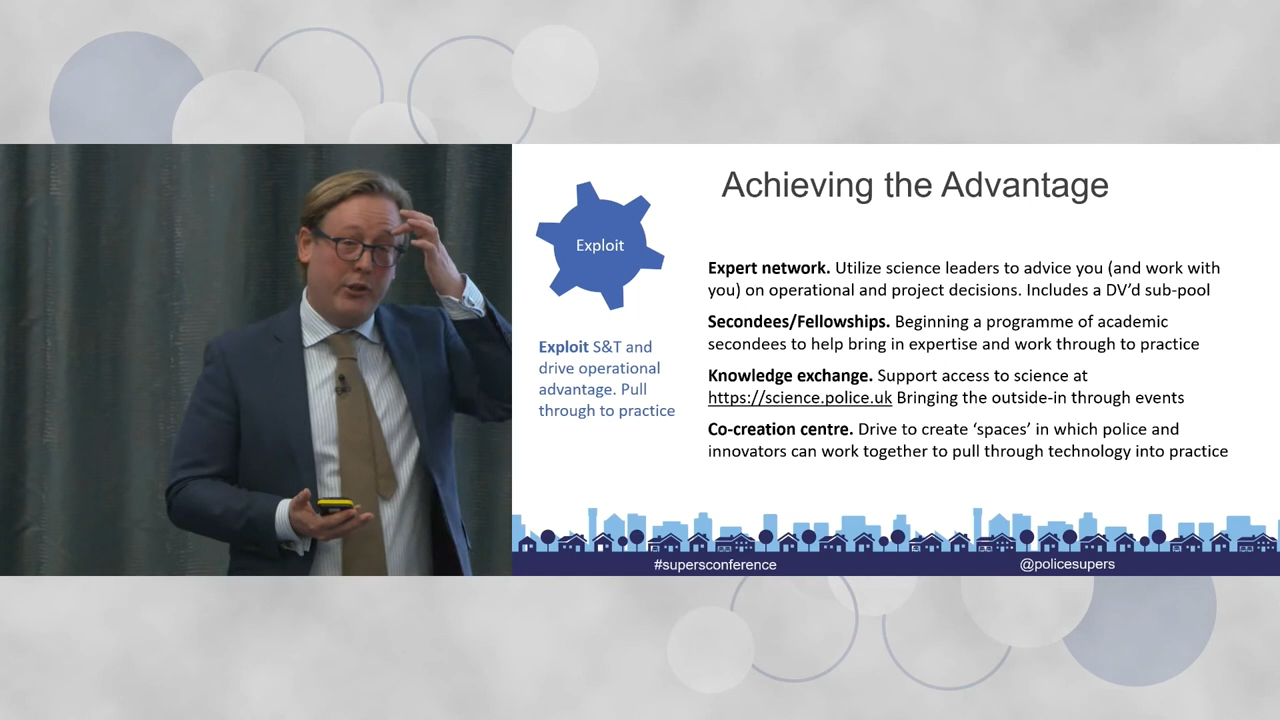 Achieving the Advantage
Exploit
Exploit S&T and
drive operational
advantage. Pull
through to practice
Expert network. Utilize science leaders to advice you (and work with
you) on operational and project decisions. Includes a DV’d sub-pool
Secondees/Fellowships. Beginning a programme of academic
secondees to help bring in expertise and work through to practice
Knowledge exchange. Support access to science at
https://science.police.uk Bringing the outside-in through events
Co-creation centre. Drive to create ‘spaces’ in which police and
innovators can work together to pull through technology into practice
#supersconference
@policesupers